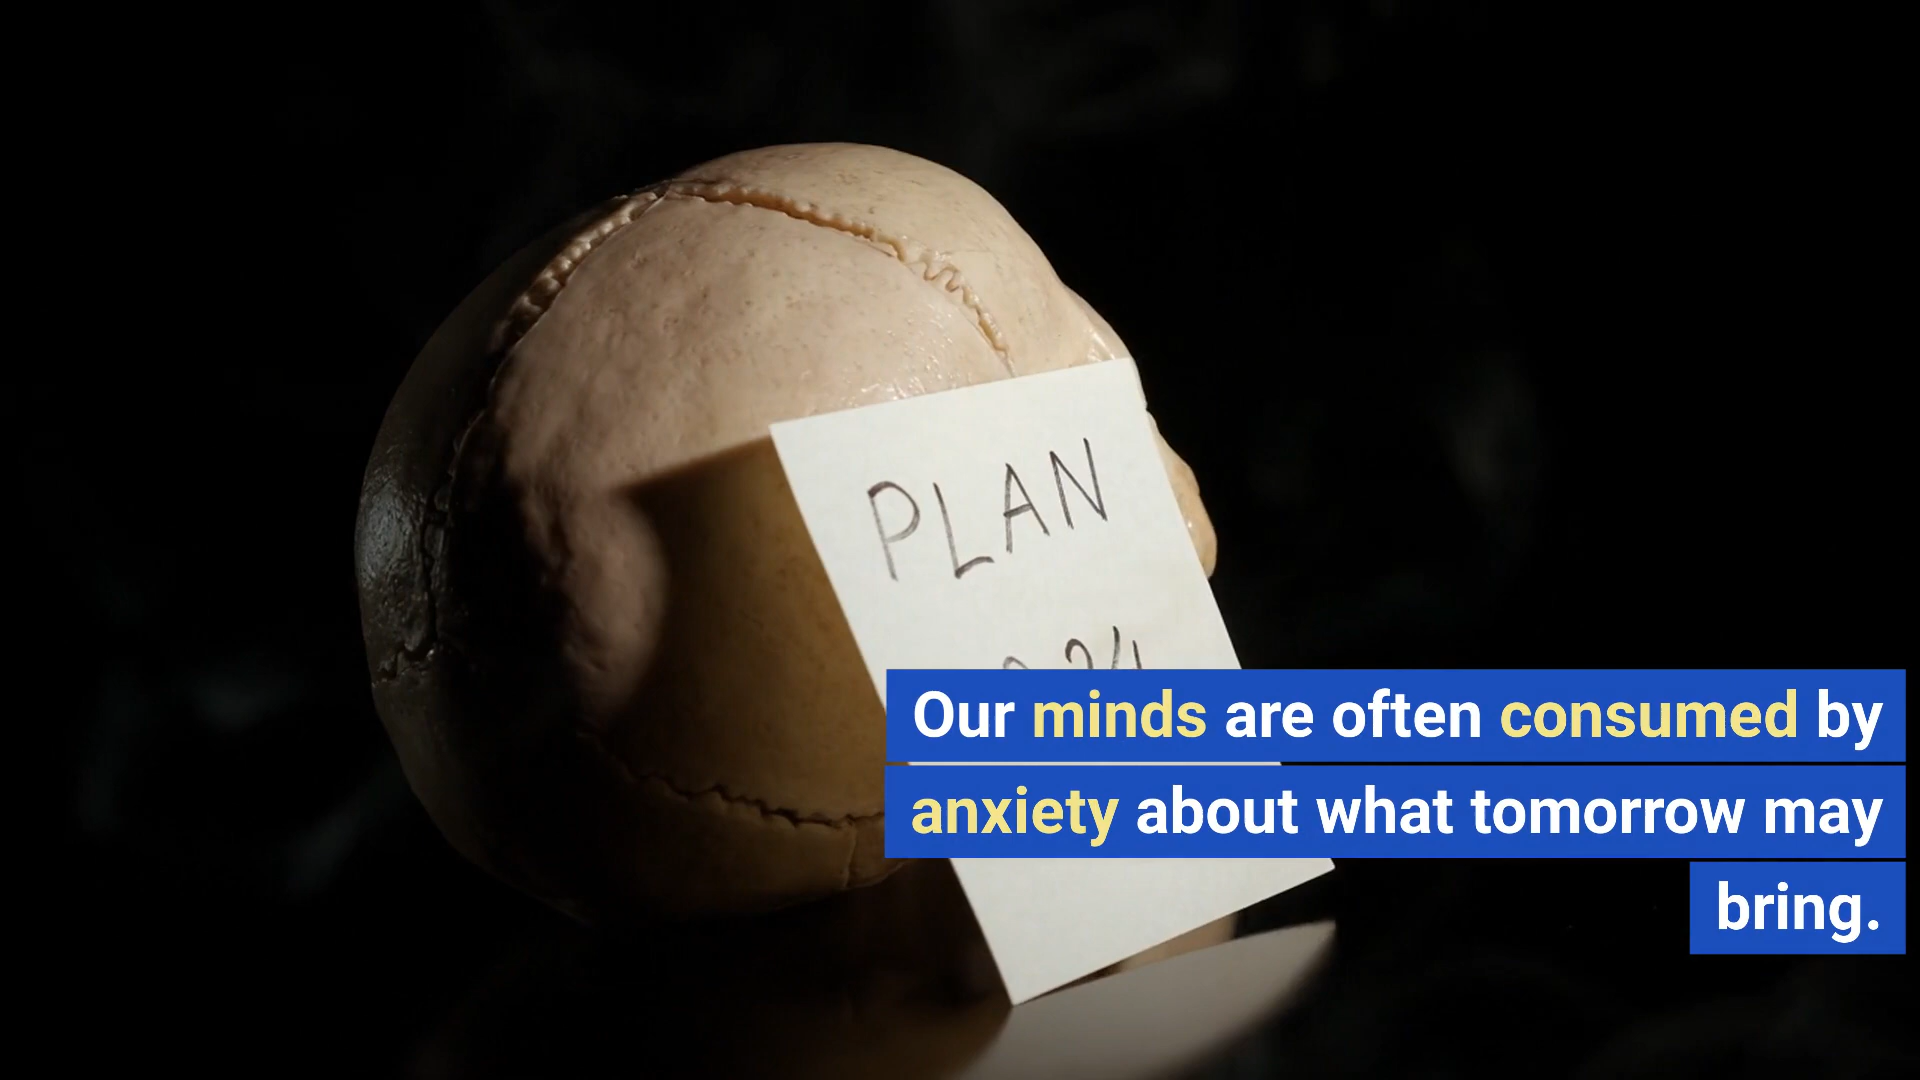 PLAN
Our minds are often consumed by
anxiety about what tomorrow may
bring.